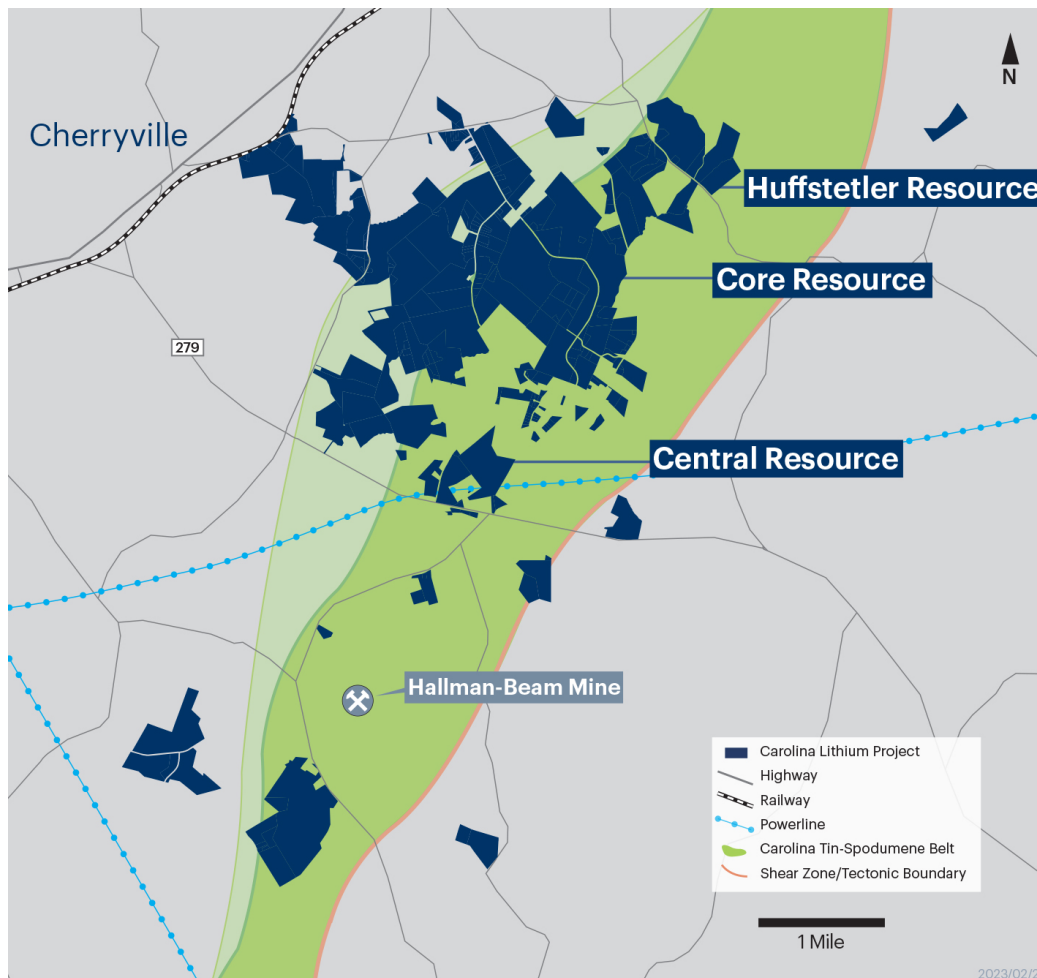 N
Cherryville
Huffstetler Resource
Core Resource
279
Central Resource
Hallman-Beam Mine
Carolina Lithium Project
Highway
Railway
Powerline
Carolina Tin-Spodumene Belt
Shear Zone/Tectonic Boundary
1 Mile